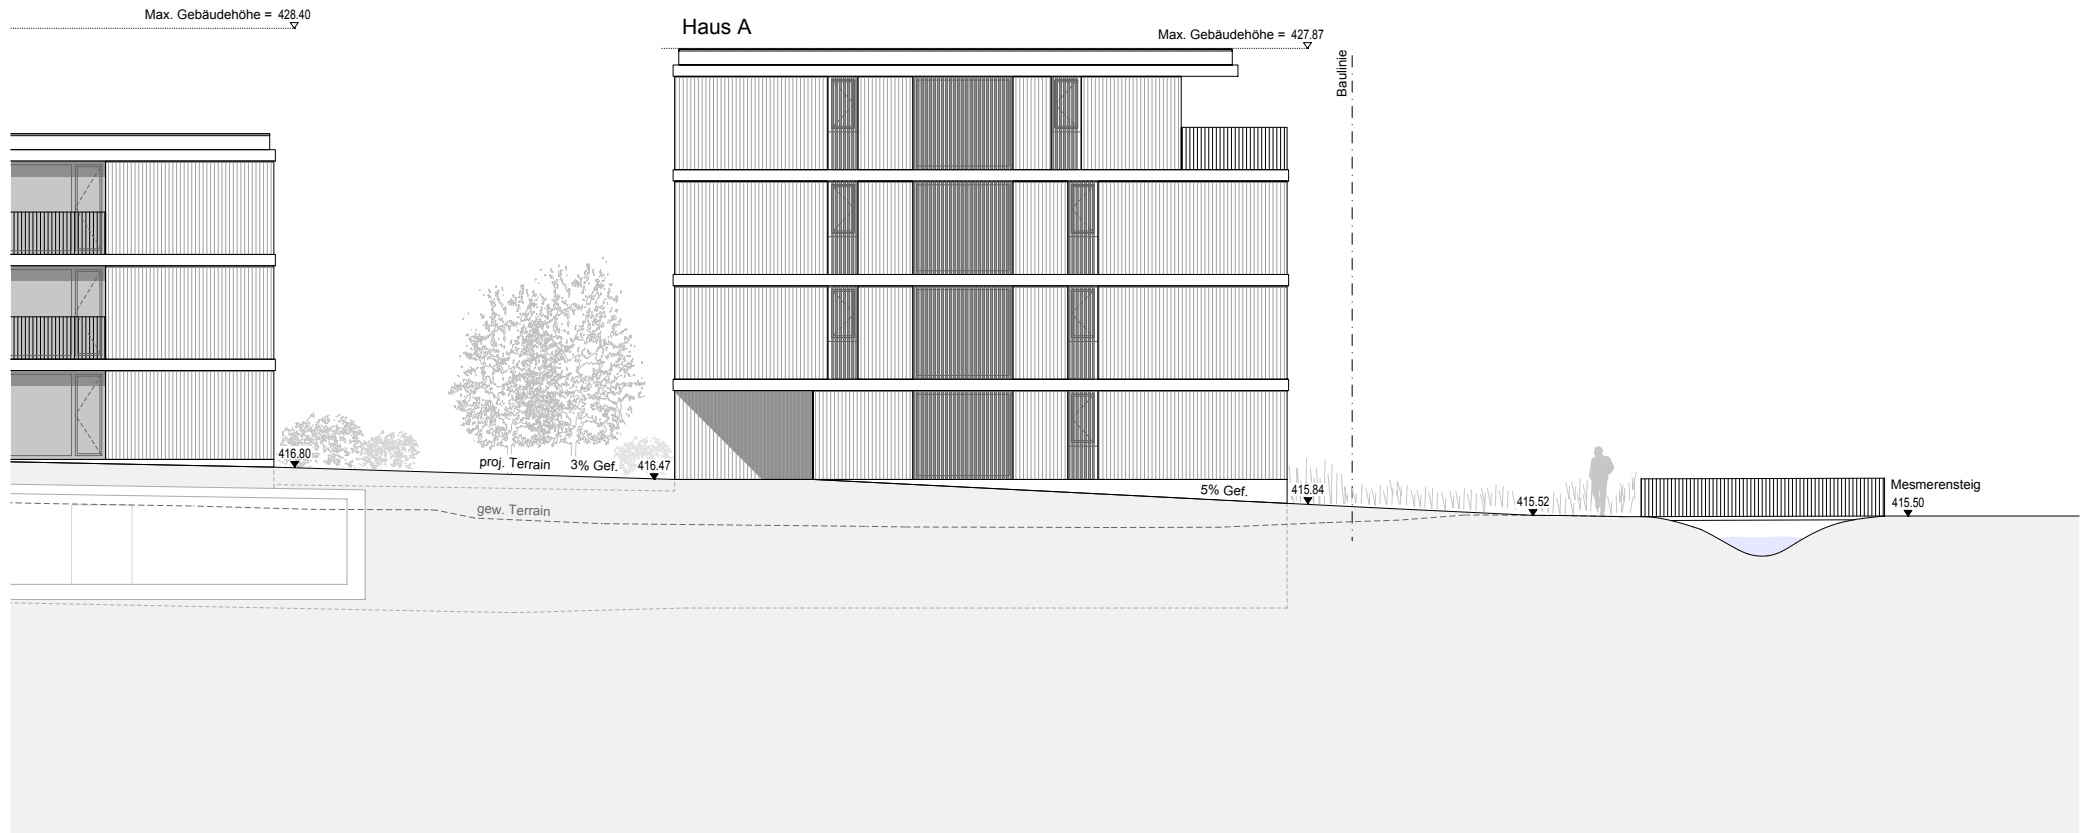 Max. Gebäudehöhe = 428.40
Haus A
Max. Gebäudehöhe = 427.87
Baulinie
416.80
proj. Terrain 3% Gef. 416.47
5% Gef. 415.84
415.52
Mesmerensteig
415.50
gew. Terrain